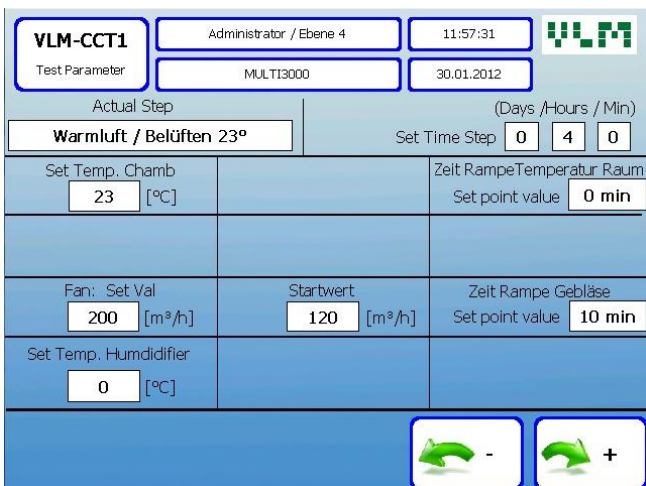 VLM-CCT1
Test Parameter
Administrator / Ebene 4
11:57:31
VLM
MULTI3000
30.01.2012
Actual Step
(Days /Hours / Min)
Warmluft / Belüften 23º
Set Time Step 0 4 0
Set Temp. Chamb
Zeit RampeTemperatur Raum
23 [ºC]
Set point value 0 min
Fan: Set Val
Startwert
Zeit Rampe Gebläse
200 [m³/h]
120 [m³/h]
Set point value 10 min
Set Temp. Humdidifier
0 [ºC]
-
+